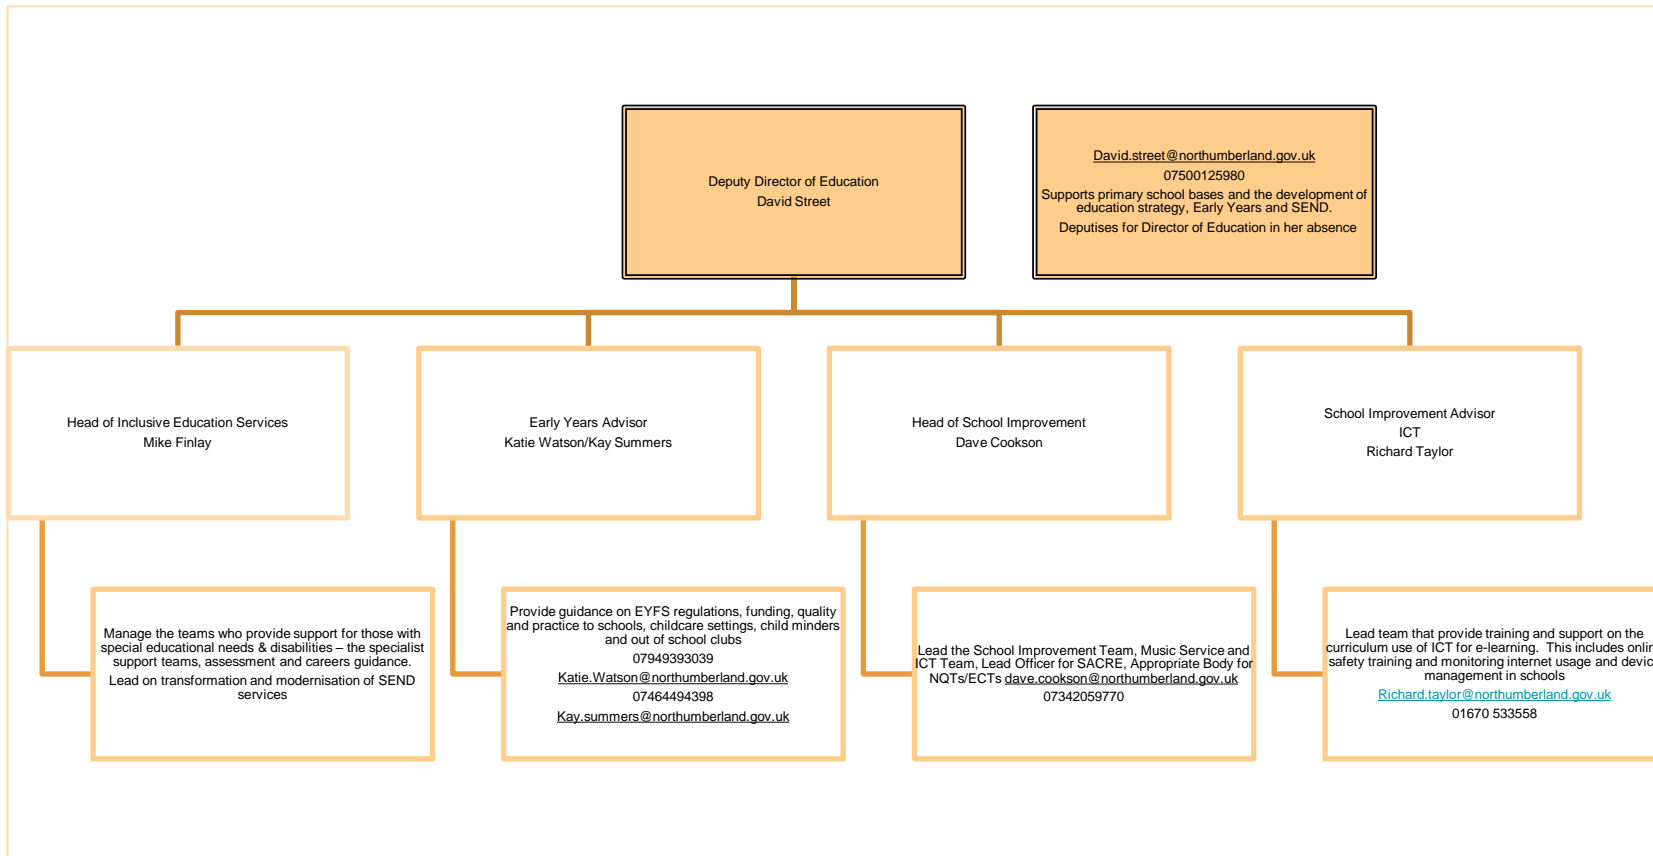 Deputy Director of Education
David Street
David.street@northumberland.gov.uk
07500125980
Supports primary school bases and the development of
education strategy, Early Years and SEND.
Deputises for Director of Education in her absence
Head of Inclusive Education Services
Mike Finlay
Early Years Advisor
Katie Watson/Kay Summers
Head of School Improvement
Dave Cookson
School Improvement Advisor
ICT
Richard Taylor
Manage the teams who provide support for those with
special educational needs & disabilities – the specialist
support teams, assessment and careers guidance.
Lead on transformation and modernisation of SEND
services
Provide guidance on EYFS regulations, funding, quality
and practice to schools, childcare settings, child minders
and out of school clubs
07949393039
Katie.Watson@northumberland.gov.uk
07464494398
Kay.summers@northumberland.gov.uk
Lead the School Improvement Team, Music Service and
ICT Team, Lead Officer for SACRE, Appropriate Body for
NQTs/ECTs dave.cookson@northumberland.gov.uk
07342059770
Lead team that provide training and support on the
curriculum use of ICT for e-learning. This includes onlin
safety training and monitoring internet usage and devic
management in schools
Richard.taylor@northumberland.gov.uk
01670 533558